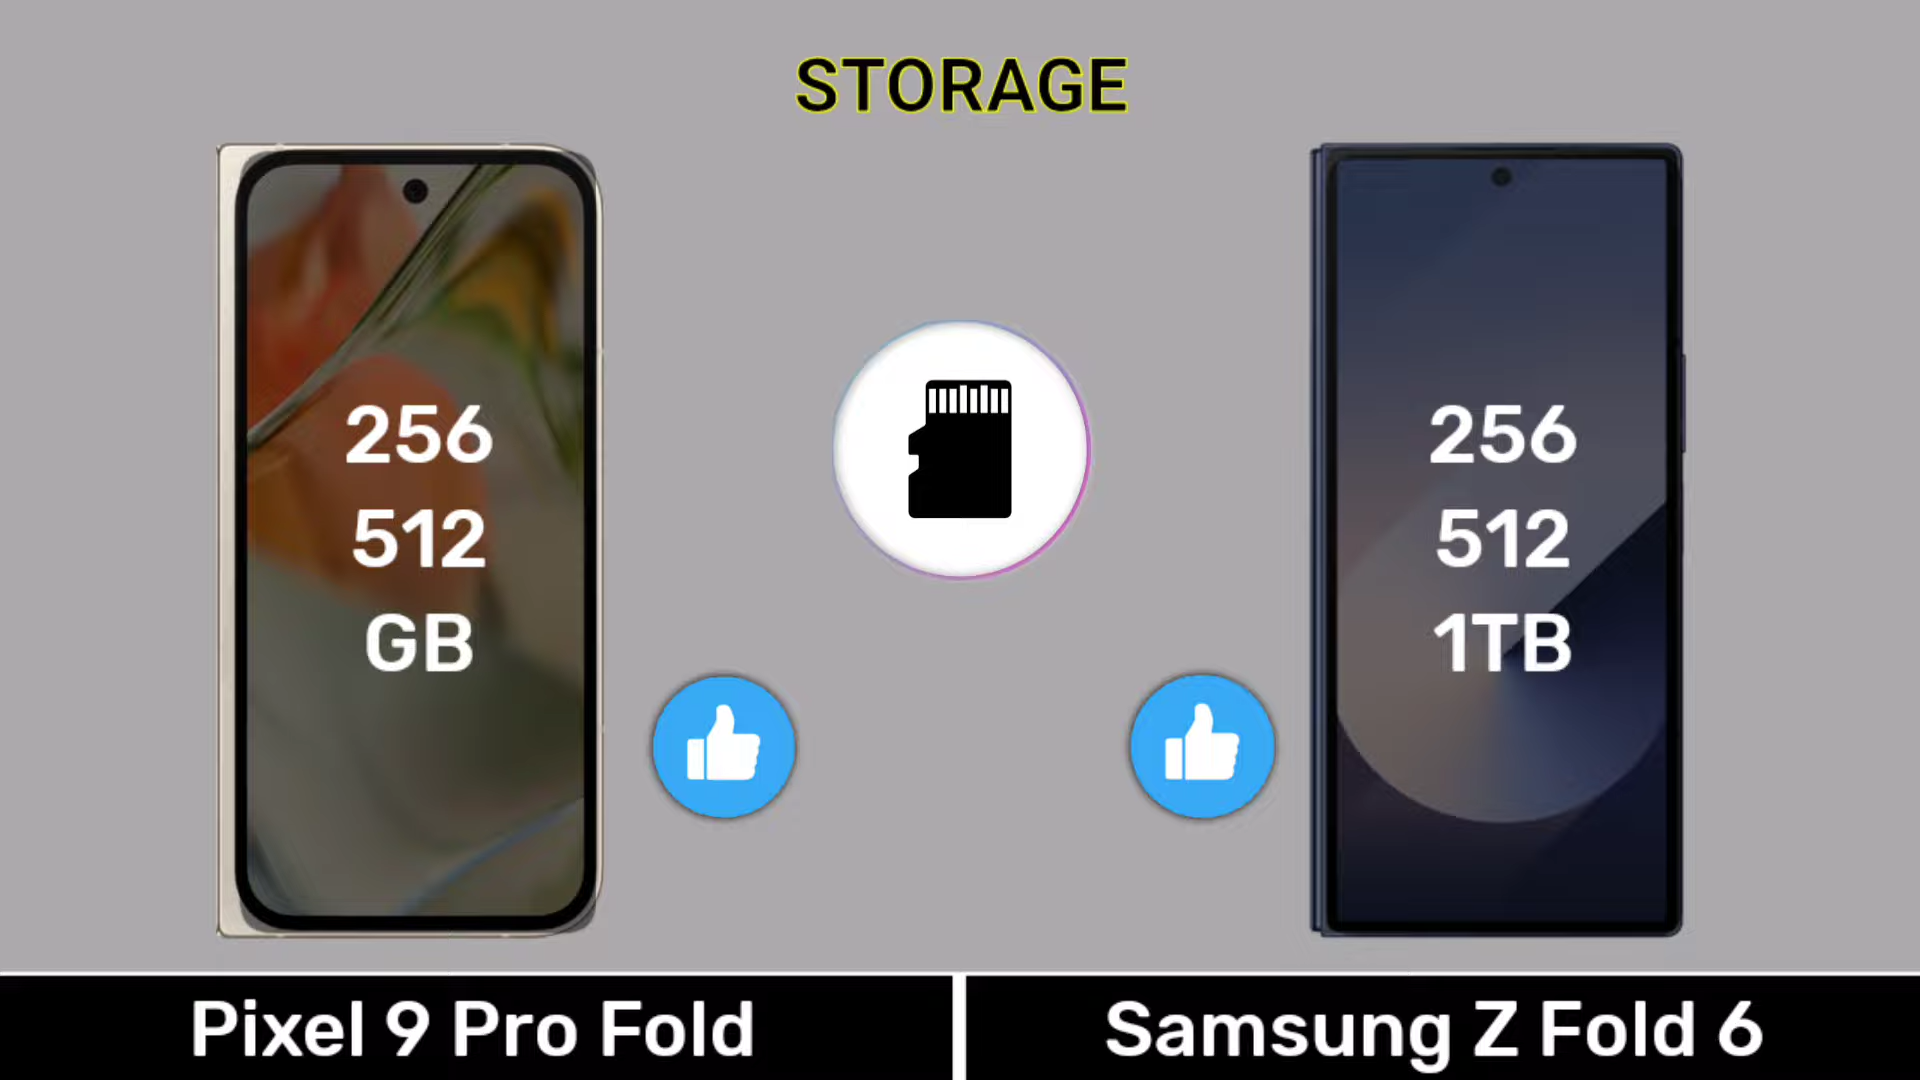 STORAGE
256
512
GB
256
512
1TB
Pixel 9 Pro Fold
Samsung Z Fold 6